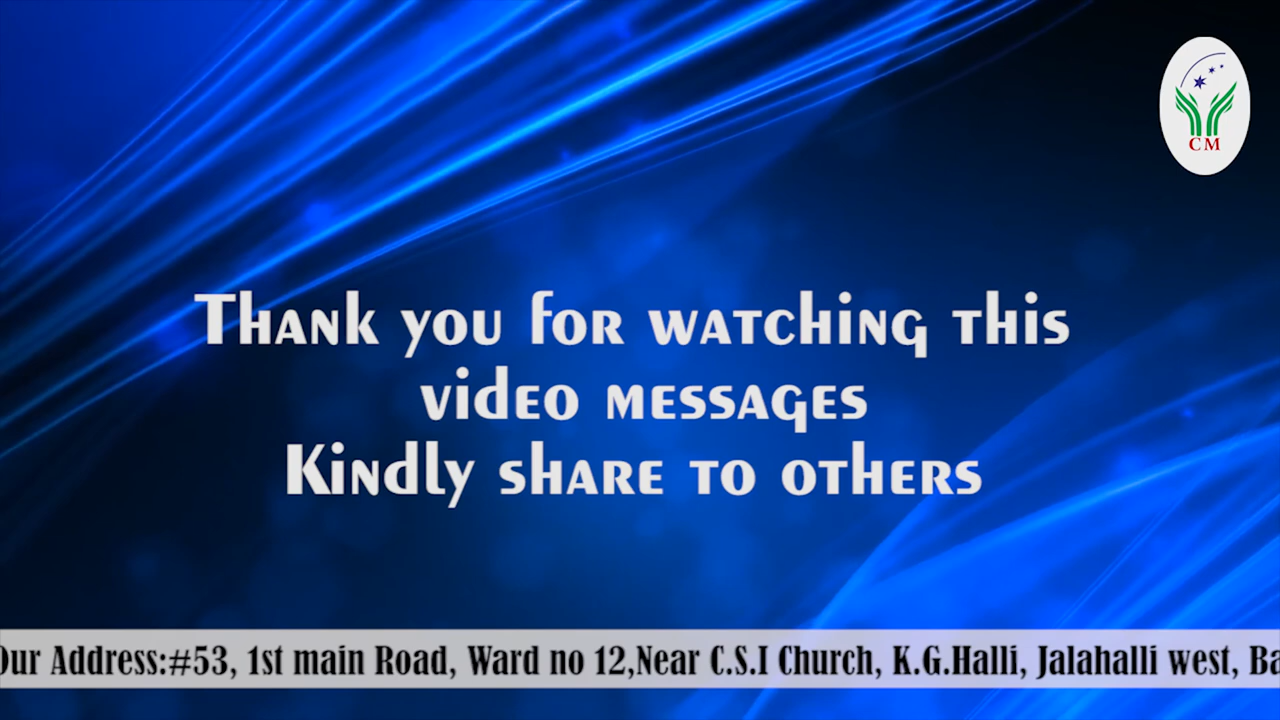 CM
Thank you for watching this
video messages
Kindly share to others
Our Address:#53, 1st main Road, Ward no 12,Near C.S.I Church, K.G.Halli, Jalahalli west,